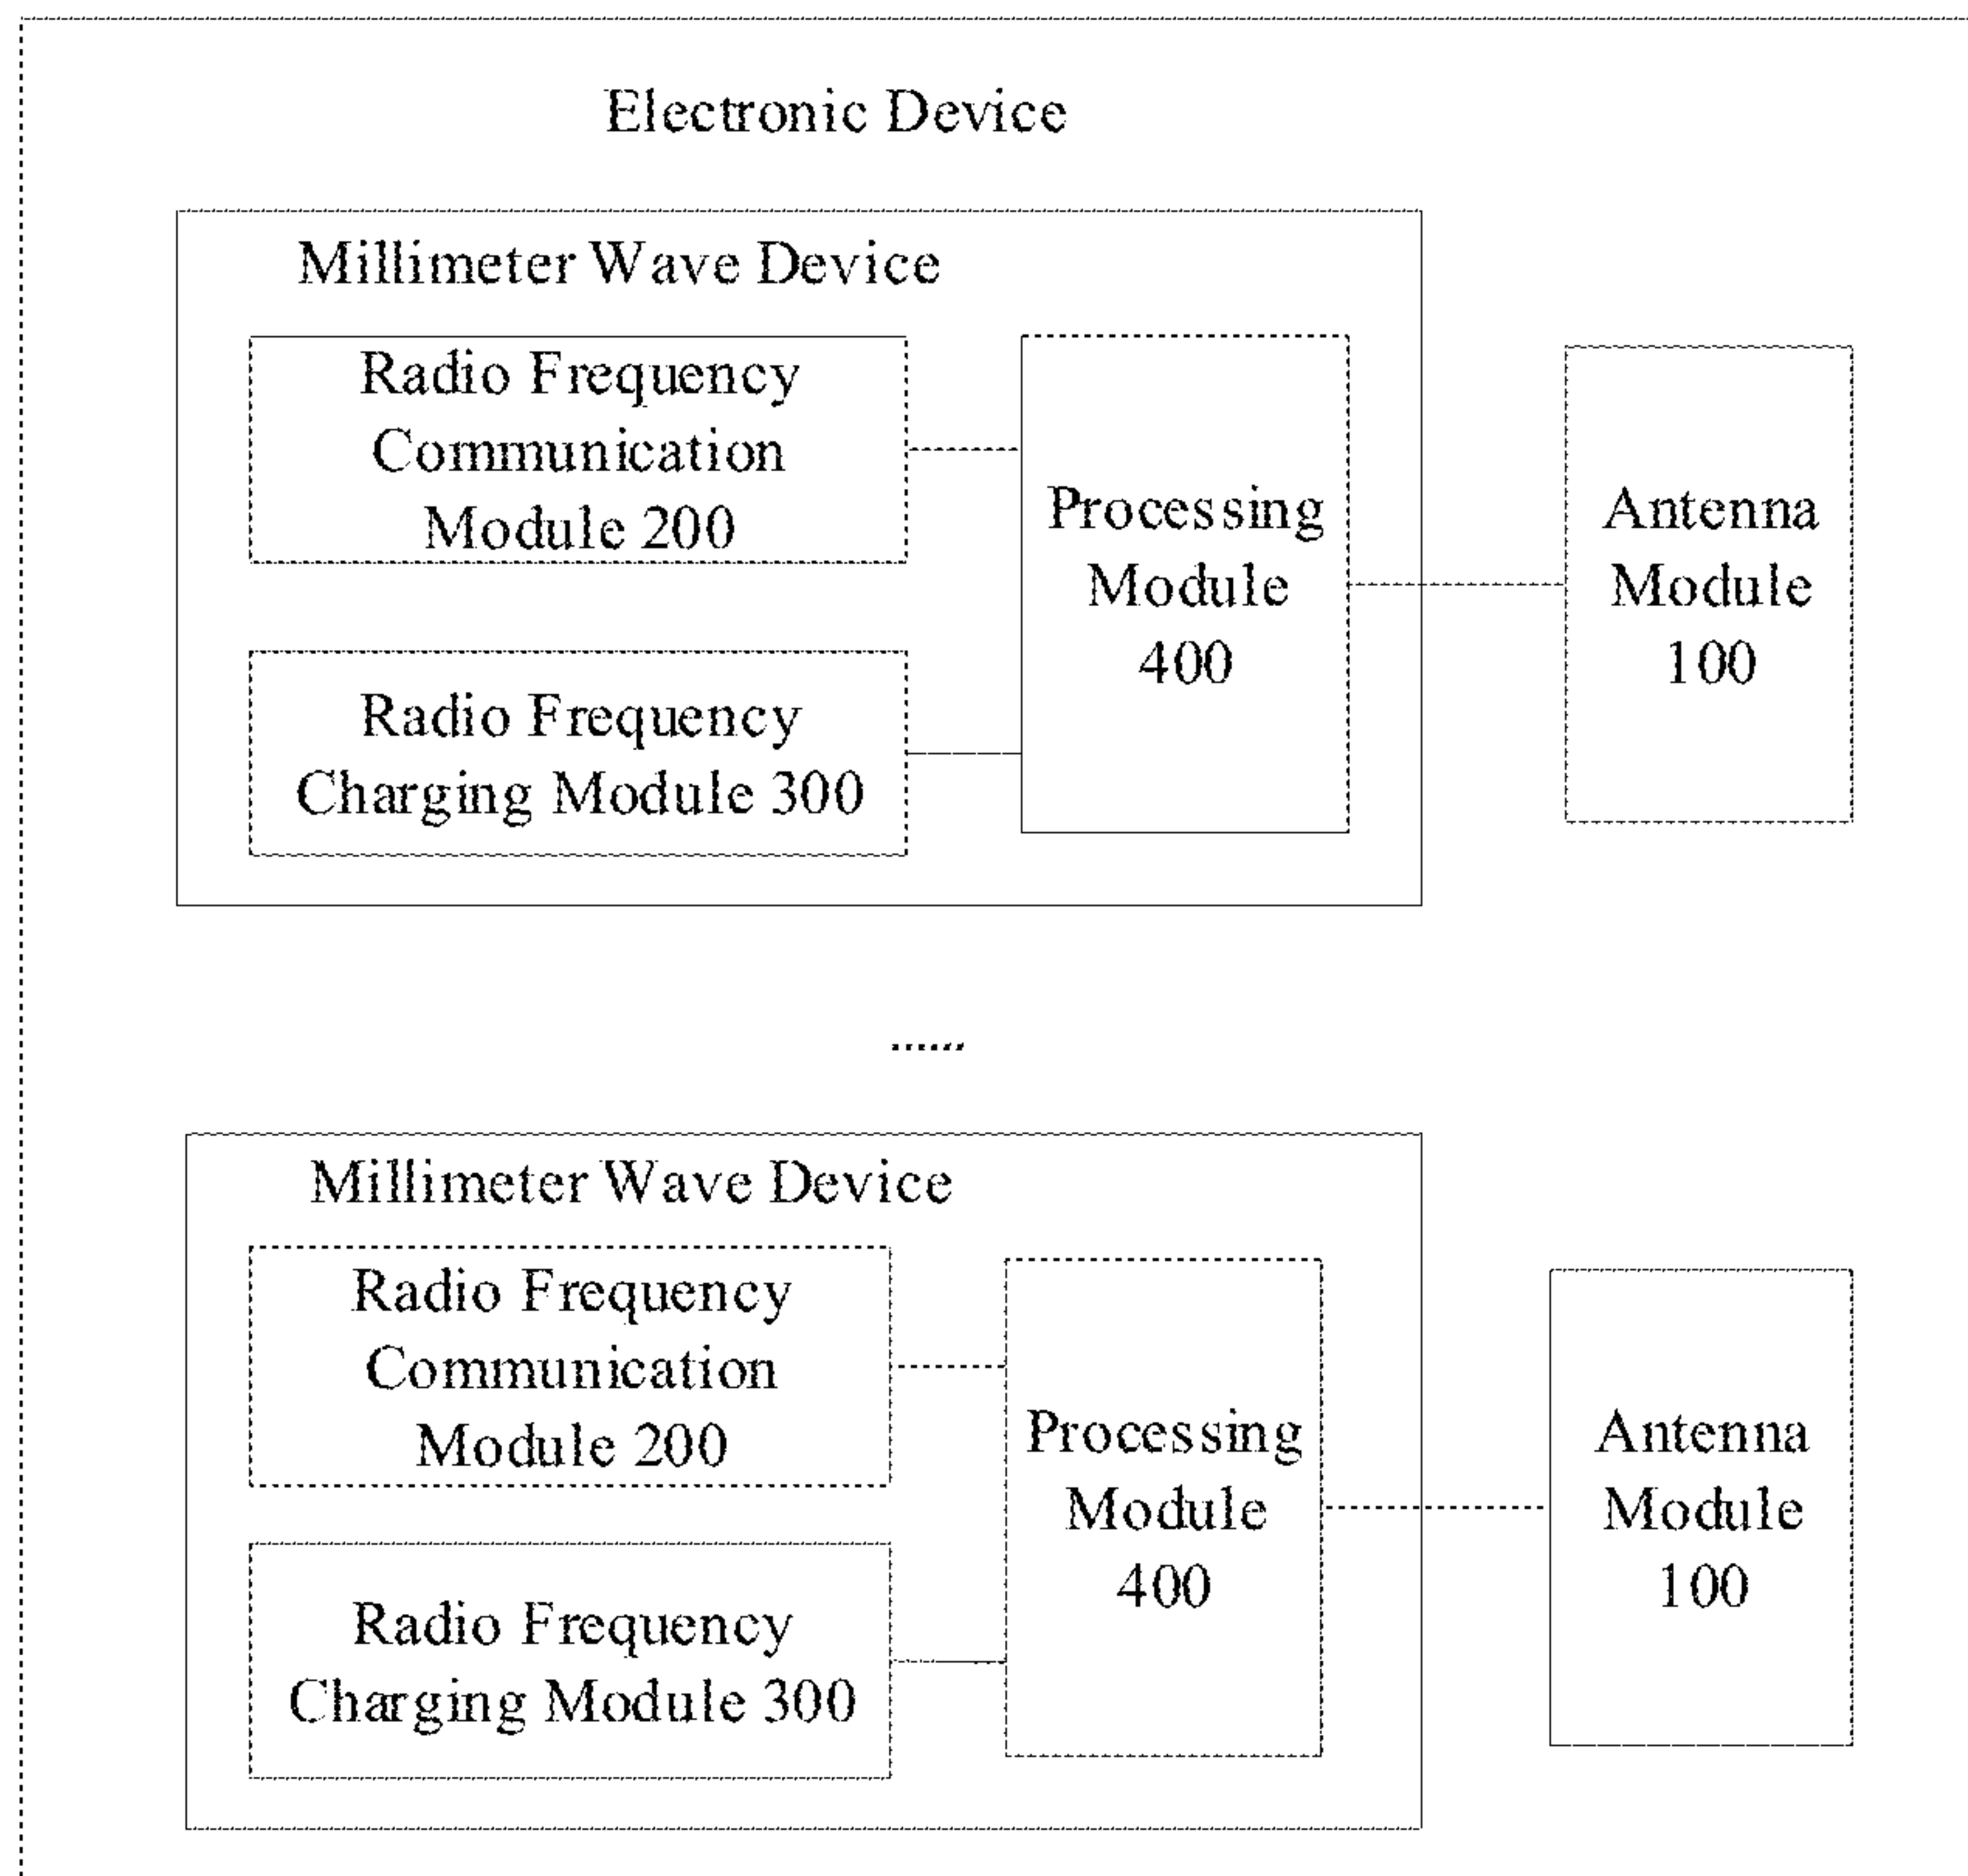 Electronic Device
Millimeter Wave Device
Radio Frequency
Communication
Module 200
Processing
Module
400
Antenna
Module
100
Radio Frequency
Charging Module 300
......
Millimeter Wave Device
Radio Frequency
Communication
Module 200
Processing
Module
400
Antenna
Module
100
Radio Frequency
Charging Module 300